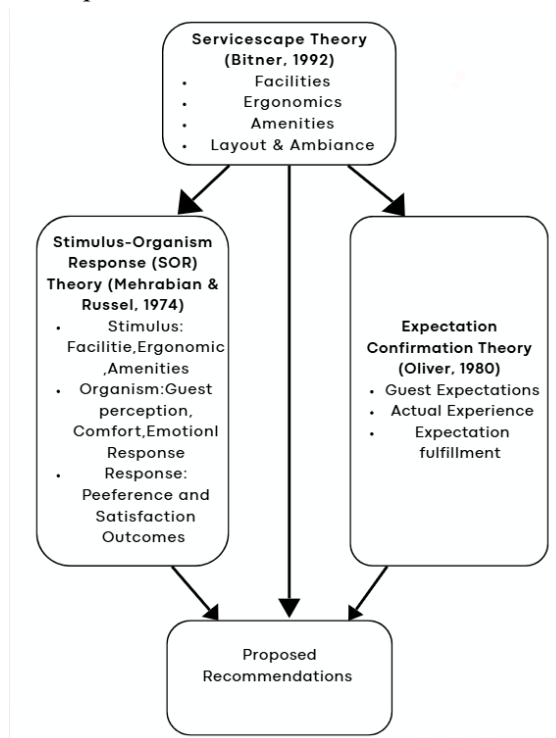 Servicescape Theory
(Bitner, 1992)
• Facilities
• Ergonomics
• Amenities
• Layout & Ambiance
Stimulus-Organism
Response (SOR)
Theory (Mehrabian &
Russel, 1974)
• Stimulus:
Facilitie,Ergonomic
,Amenities
• Organism:Guest
perception,
Comfort,Emotionl
Response
• Response:
Peeference and
Satisfaction
Outcomes
Expectation
Confirmation Theory
(Oliver, 1980)
• Guest Expectations
• Actual Experience
• Expectation
fulfillment
Proposed
Recommendations